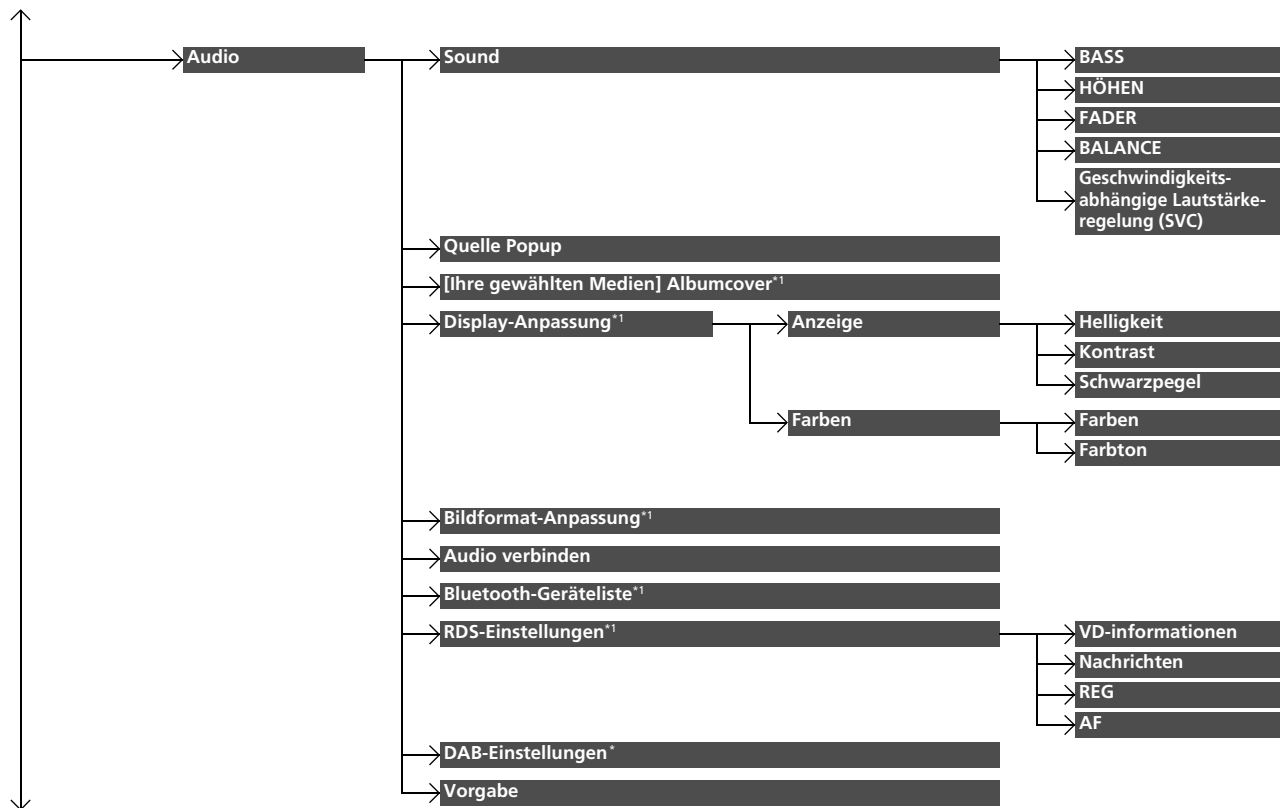 Audio
Sound
BASS
HÖHEN
FADER
BALANCE
Geschwindigkeits-
abhängige Lautstärke-
regelung (SVC)
Quelle Popup
[Ihre gewählten Medien] Albumcover*1
Display-Anpassung*1
Anzeige
Helligkeit
Kontrast
Schwarzpegel
Farben
Farben
Farbton
Bildformat-Anpassung*1
Audio verbinden
Bluetooth-Geräteliste*1
RDS-Einstellungen*1
VD-informationen
Nachrichten
REG
AF
DAB-Einstellungen*
Vorgabe